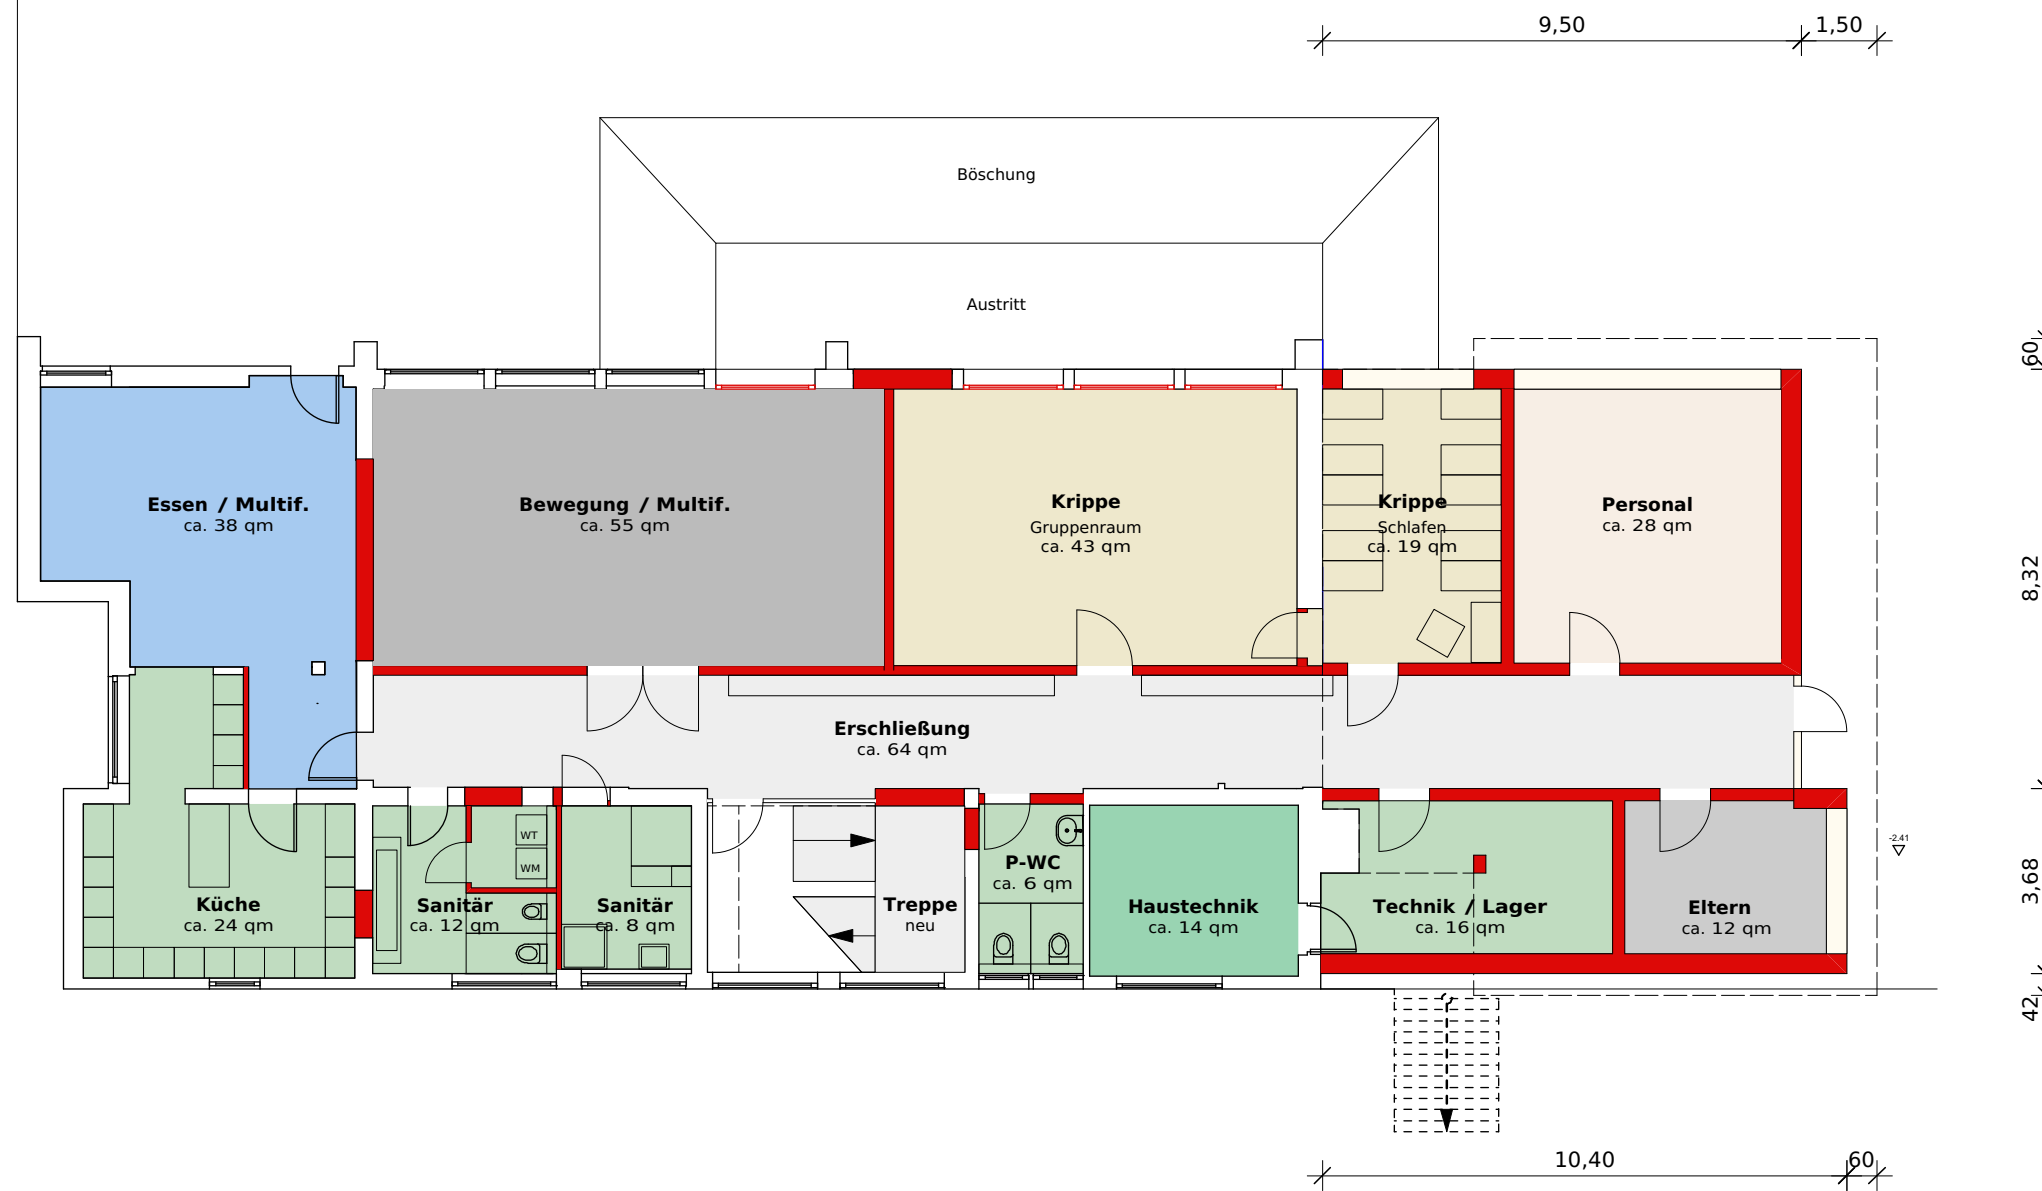 9,50
1,50
Böschung
Austritt
60
Essen / Multif.
ca. 38 qm
Bewegung / Multif.
ca. 55 qm
Krippe
Gruppenraum
ca. 43 qm
Krippe
Schlafen
ca. 19 qm
Personal
ca. 28 qm
8,32
Erschließung
ca. 64 qm
WT
WM
-2.41
Küche
ca. 24 qm
Sanitär
ca. 12 qm
Sanitär
ca. 8 qm
Treppe
neu
P-WC
ca. 6 qm
Haustechnik
ca. 14 qm
Technik / Lager
ca. 16 qm
Eltern
ca. 12 qm
3,68
42
10,40
60